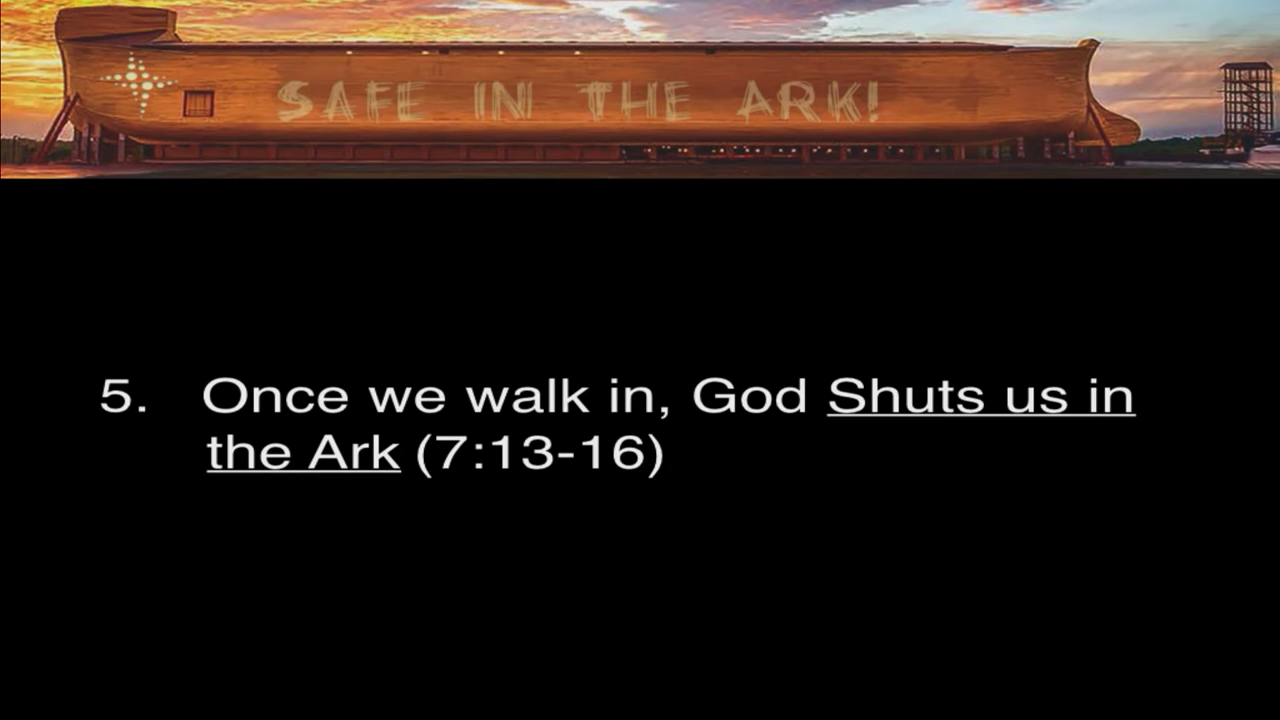 SAFE IN THE ARK!
5. Once we walk in, God Shuts us in
the Ark (7:13-16)